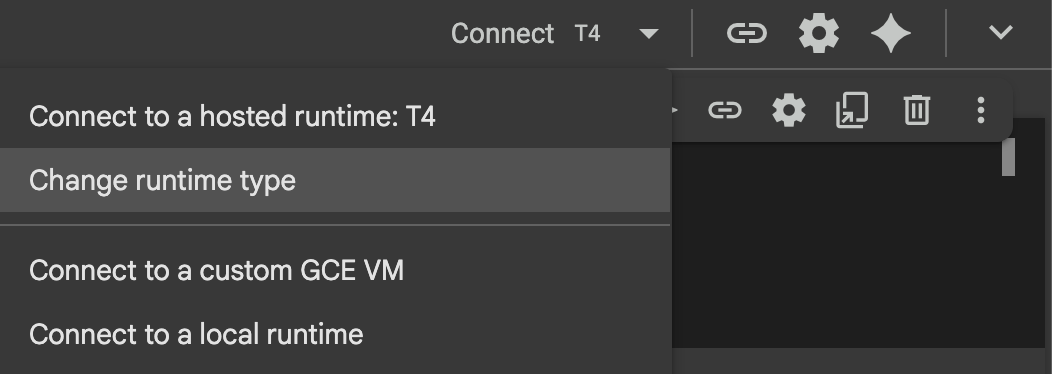 Connect T4
Connect to a hosted runtime: T4
Change runtime type
Connect to a custom GCE VM
Connect to a local runtime